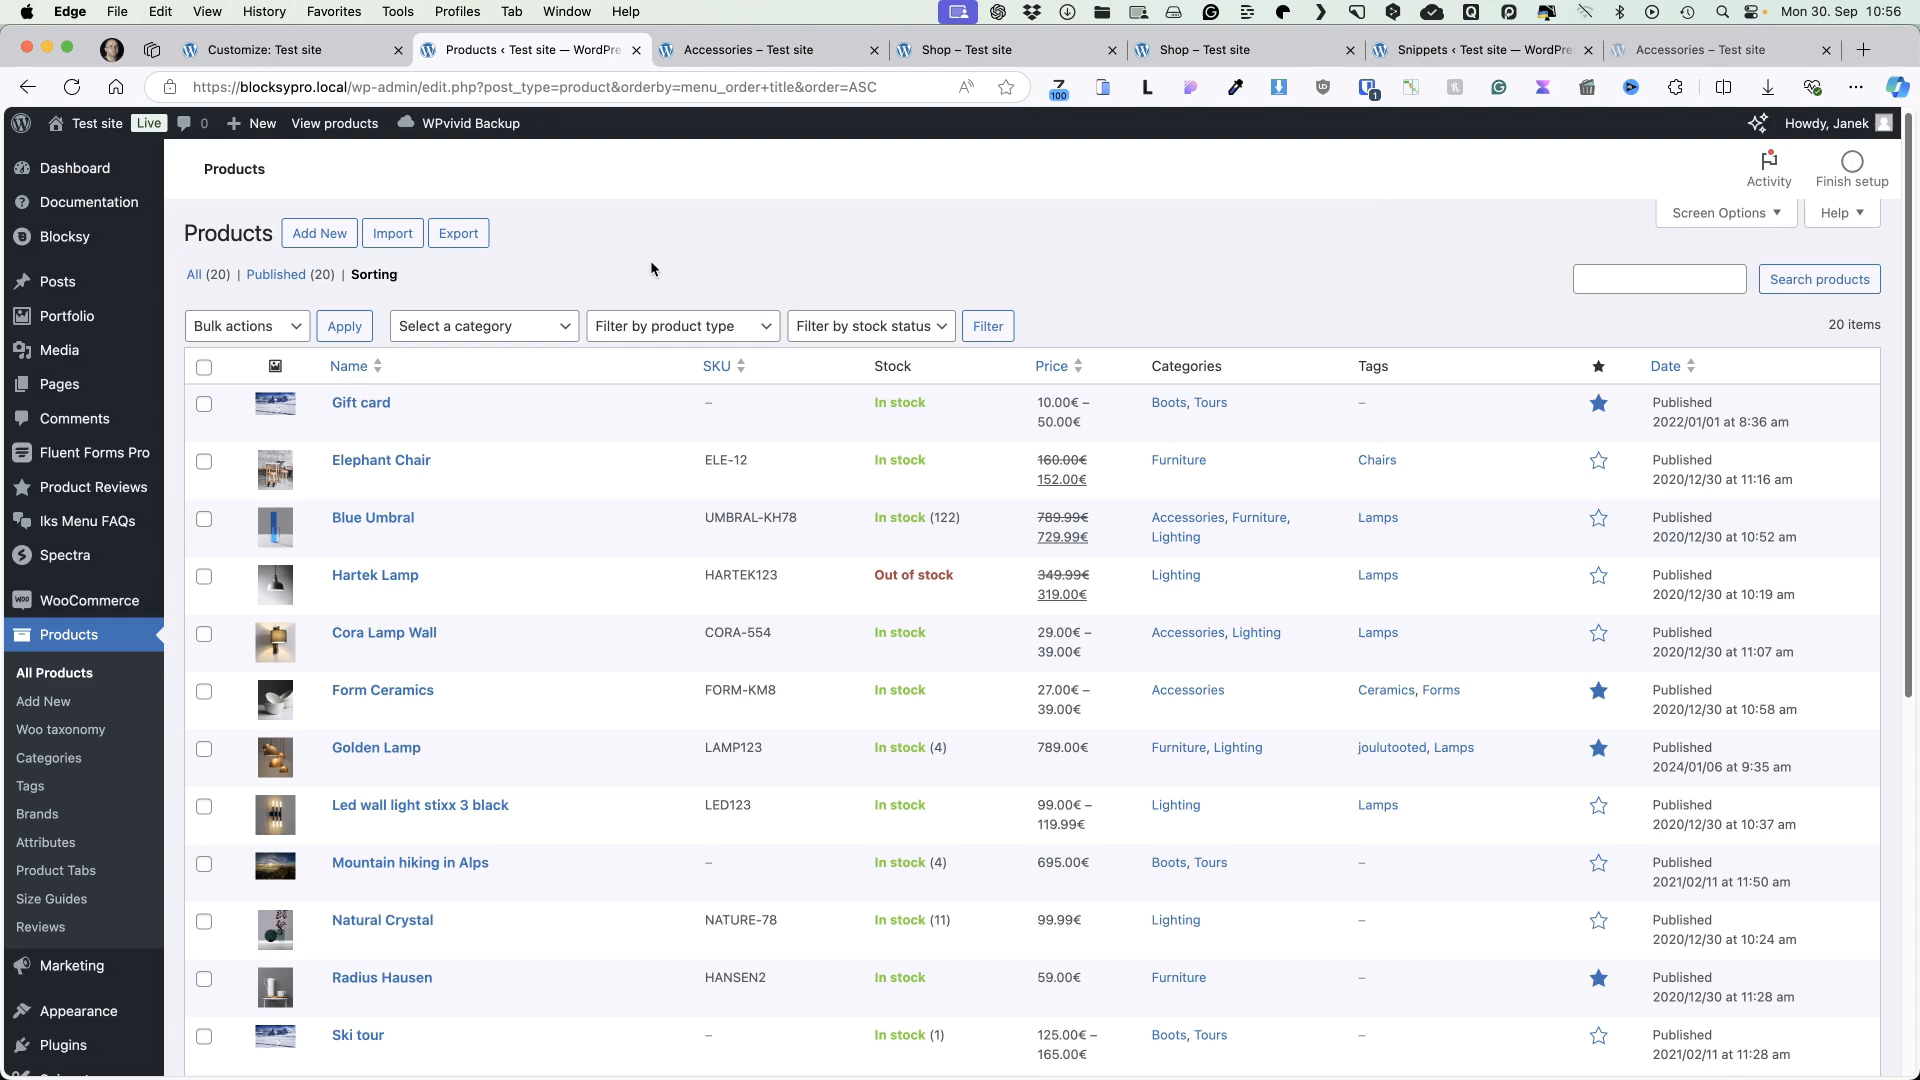 Edge File Edit View History Favorites Tools Profiles Tab Window Help Mon 30. Sep 10:56
Customize: Test site Products ‹ Test site — WordPre Accessories – Test site Shop – Test site Shop – Test site Snippets ‹ Test site — WordPre Accessories – Test site
https://blocksypro.local/wp-admin/edit.php?post_type=product&orderby=menu_order+title&order=ASC 100 1
Test site Live 0 New View products WPvivid Backup Howdy, Janek
Dashboard
Documentation
Blocksy
Posts
Portfolio
Media
Pages
Comments
Fluent Forms Pro
Product Reviews
Iks Menu FAQs
Spectra
WooCommerce
Products
All Products
Add New
Woo taxonomy
Categories
Tags
Brands
Attributes
Product Tabs
Size Guides
Reviews
Marketing
Appearance
Plugins
Products Activity Finish setup
Screen Options Help
Products Add New Import Export
All (20) | Published (20) | Sorting Search products
Bulk actions Apply Select a category Filter by product type Filter by stock status Filter 20 items
Name SKU Stock Price Categories Tags Date
Gift card – In stock 10.00€ – Boots, Tours – Published
50.00€ 2022/01/01 at 8:36 am
Elephant Chair ELE-12 In stock 160.00€ Furniture Chairs Published
152.00€ 2020/12/30 at 11:16 am
Blue Umbral UMBRAL-KH78 In stock (122) 789.99€ Accessories, Furniture, Lamps Published
729.99€ Lighting 2020/12/30 at 10:52 am
Hartek Lamp HARTEK123 Out of stock 349.99€ Lighting Lamps Published
319.00€ 2020/12/30 at 10:19 am
Cora Lamp Wall CORA-554 In stock 29.00€ – Accessories, Lighting Lamps Published
39.00€ 2020/12/30 at 11:07 am
Form Ceramics FORM-KM8 In stock 27.00€ – Accessories Ceramics, Forms Published
39.00€ 2020/12/30 at 10:58 am
Golden Lamp LAMP123 In stock (4) 789.00€ Furniture, Lighting joulutooted, Lamps Published
2024/01/06 at 9:35 am
Led wall light stixx 3 black LED123 In stock 99.00€ – Lighting Lamps Published
119.99€ 2020/12/30 at 10:37 am
Mountain hiking in Alps – In stock (4) 695.00€ Boots, Tours – Published
2021/02/11 at 11:50 am
Natural Crystal NATURE-78 In stock (11) 99.99€ Lighting – Published
2020/12/30 at 10:24 am
Radius Hausen HANSEN2 In stock 59.00€ Furniture – Published
2020/12/30 at 11:28 am
Ski tour – In stock (1) 125.00€ – Boots, Tours – Published
165.00€ 2021/02/11 at 11:28 am